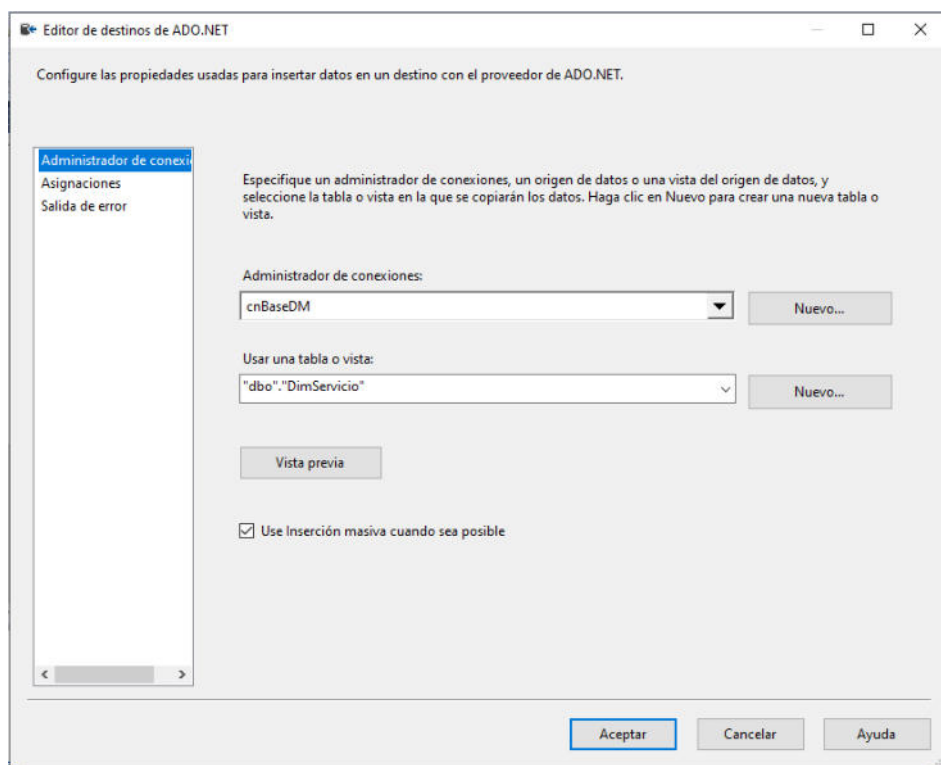 Editor de destinos de ADO.NET
Configure las propiedades usadas para insertar datos en un destino con el proveedor de ADO.NET.
Administrador de conexi
Asignaciones
Salida de error
Especifique un administrador de conexiones, un origen de datos o una vista del origen de datos, y
seleccione la tabla o vista en la que se copiarán los datos. Haga clic en Nuevo para crear una nueva tabla o
vista.
Administrador de conexiones:
cnBaseDM
Nuevo...
Usar una tabla o vista:
"dbo"."DimServicio"
Nuevo...
Vista previa
Use Inserción masiva cuando sea posible
Aceptar
Cancelar
Ayuda